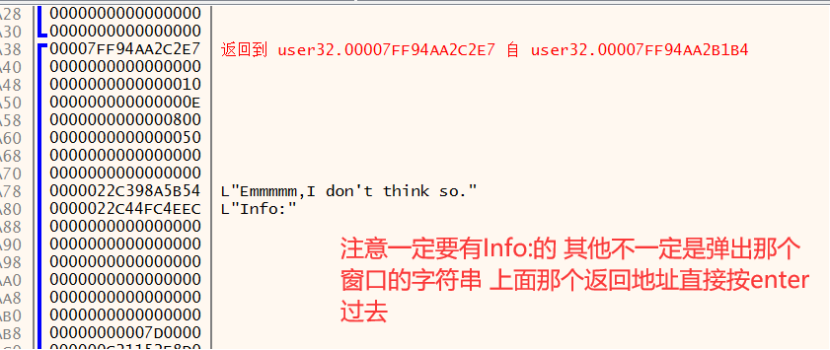 A28 0000000000000000
A30 0000000000000000
A38 00007FF94AA2C2E7 返回到 user32.00007FF94AA2C2E7 自 user32.00007FF94AA2B1B4
A40 0000000000000000
A48 0000000000000010
A50 000000000000000E
A58 0000000000000800
A60 0000000000000050
A68 0000000000000000
A70 0000000000000000
A78 0000022C398A5B54 L"Emmmmm,I don't think so."
A80 0000022C44FC4EEC L"Info:"
A88 0000000000000000
A90 0000000000000000
A98 0000000000000000
AA0 0000000000000000
AA8 0000000000000000
AB0 0000000000000000
AB8 00000000007D0000
注意一定要有Info:的 其他不一定是弹出那个
窗口的字符串 上面那个返回地址直接按enter
过去